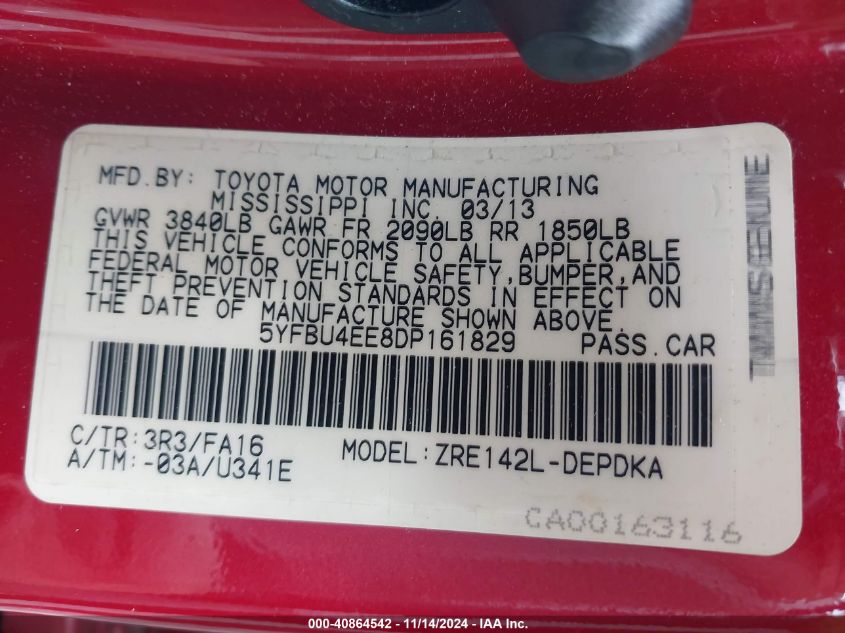 MFD.BY: TOYOTA MOTOR MANUFACTURING
MISSISSIPPI INC. 03/13
GVWR 3840LB GAWR FR 2090LB RR 1850LB
THIS VEHICLE CONFORMS TO ALL APPLICABLE
FEDERAL MOTOR VEHICLE SAFETY,BUMPER,AND
THEFT PREVENTION STANDARDS IN EFFECT ON
THE DATE OF MANUFACTURE SHOWN ABOVE.
5YFBU4EE8DP161829 PASS.CAR
C/TR:3R3/FA16
A/TM:-03A/U341E
MODEL:ZRE142L-DEPDKA
CA00163116
000-40864542 - 11/14/2024 - IAA Inc.